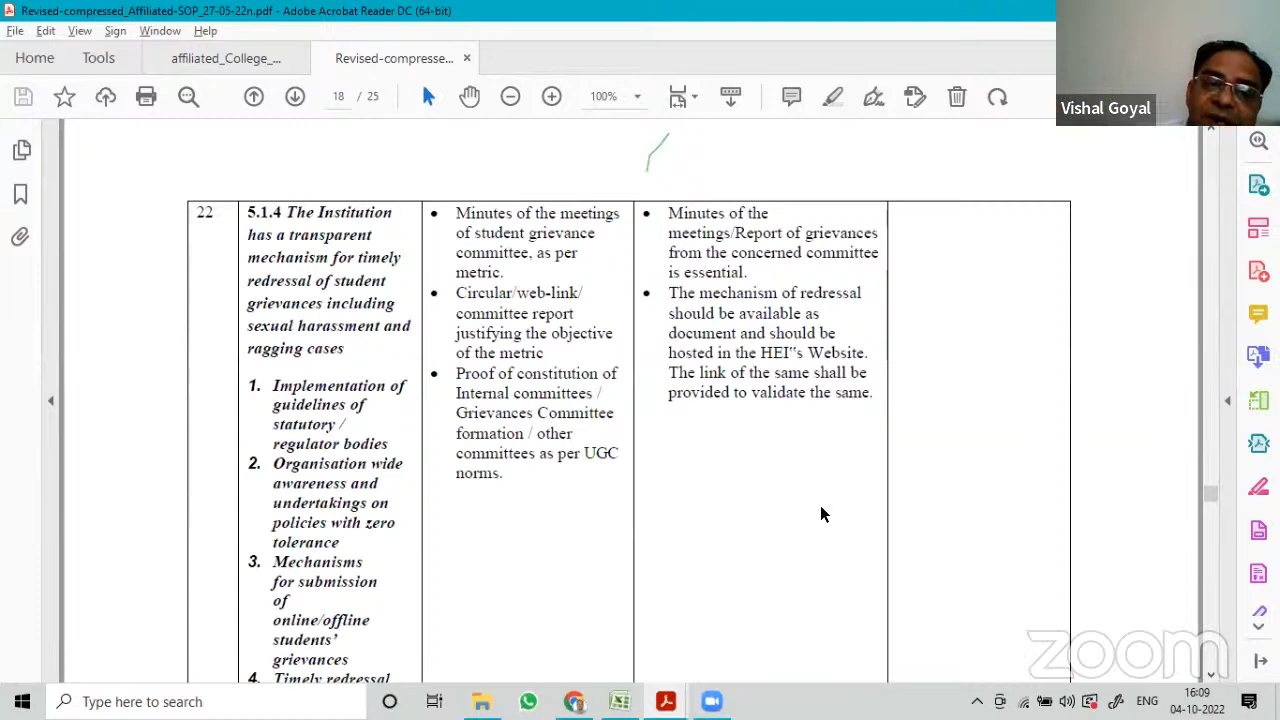 Revised-compressed_Affiliated-SOP_27-05-22n.pdf - Adobe Acrobat Reader DC (64-bit)
File Edit View Sign Window Help
Home Tools affiliated_College_... Revised-compresse... ×
18 / 25 100%
Vishal Goyal
22
5.1.4 The Institution
has a transparent
mechanism for timely
redressal of student
grievances including
sexual harassment and
ragging cases
1. Implementation of
guidelines of
statutory /
regulator bodies
2. Organisation wide
awareness and
undertakings on
policies with zero
tolerance
3. Mechanisms
for submission
of
online/offline
students’
grievances
4. Timely redressal
• Minutes of the meetings
of student grievance
committee, as per
metric.
• Circular/web-link/
committee report
justifying the objective
of the metric
• Proof of constitution of
Internal committees /
Grievances Committee
formation / other
committees as per UGC
norms.
• Minutes of the
meetings/Report of grievances
from the concerned committee
is essential.
• The mechanism of redressal
should be available as
document and should be
hosted in the HEI"s Website.
The link of the same shall be
provided to validate the same.
zoom
Type here to search
ENG
16:09
04-10-2022